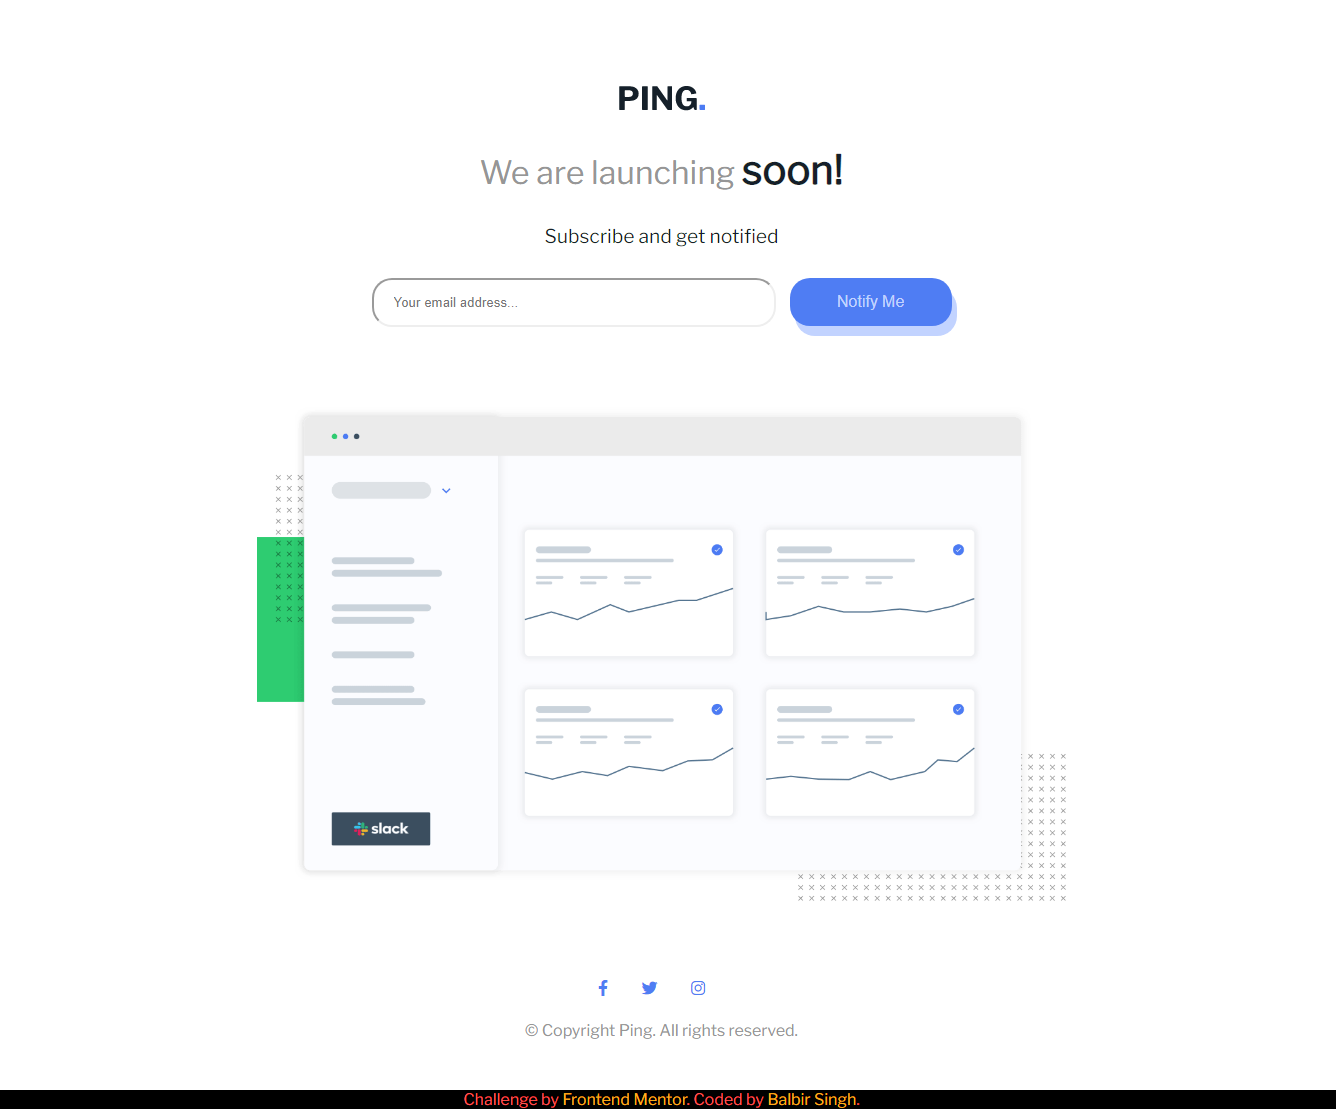 PING.
We are launching soon!
Subscribe and get notified
Your email address...
Notify Me
slack
© Copyright Ping. All rights reserved.
Challenge by Frontend Mentor. Coded by Balbir Singh.